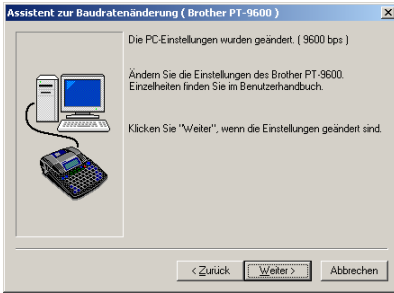 Assistent zur Baudratenänderung ( Brother PT-9600 )
Die PC-Einstellungen wurden geändert. ( 9600 bps )
Ändern Sie die Einstellungen des Brother PT-9600.
Einzelheiten finden Sie im Benutzerhandbuch.
Klicken Sie "Weiter", wenn die Einstellungen geändert sind.
< Zurück Weiter > Abbrechen